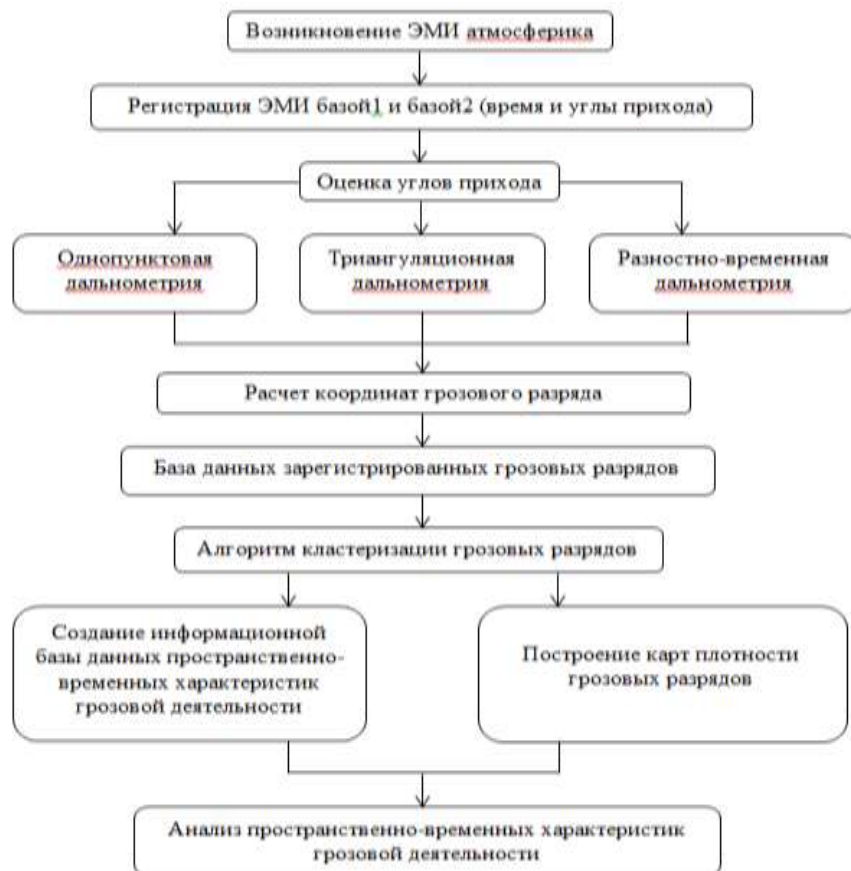 Возникновение ЭМИ атмосферика
Регистрация ЭМИ базой1 и базой2 (время и углы прихода)
Оценка углов прихода
Однопунктовая
дальнометрия
Триангуляционная
дальнометрия
Разностно-временная
дальнометрия
Расчет координат грозового разряда
База данных зарегистрированных грозовых разрядов
Алгоритм кластеризации грозовых разрядов
Создание информационной
базы данных пространственно-
временных характеристик
грозовой деятельности
Построение карт плотности
грозовых разрядов
Анализ пространственно-временных характеристик
грозовой деятельности